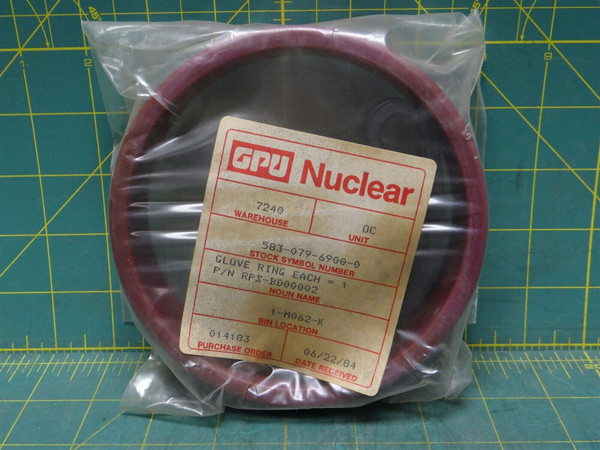 GPU Nuclear
7240 OC
WAREHOUSE UNIT
583-079-6900-0
STOCK SYMBOL NUMBER
GLOVE RING EACH = 1
P/N RPS-BD00002
NOUN NAME
1-M062-K
BIN LOCATION
014103 06/22/84
PURCHASE ORDER DATE RECEIVED